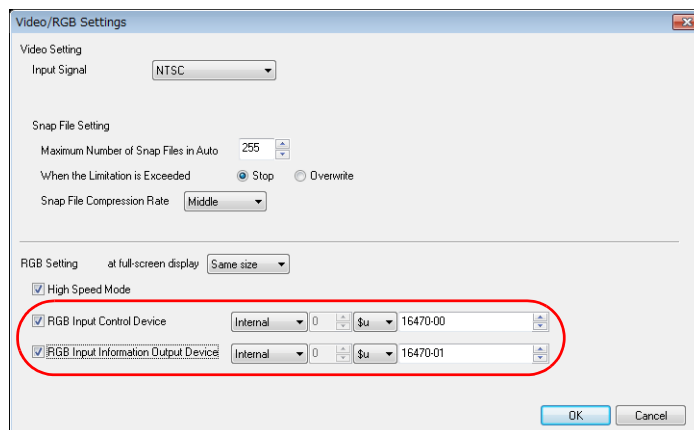 Video/RGB Settings
Video Setting
Input Signal NTSC
Snap File Setting
Maximum Number of Snap Files in Auto 255
When the Limitation is Exceeded Stop Overwrite
Snap File Compression Rate Middle
RGB Setting at full-screen display Same size
High Speed Mode
RGB Input Control Device Internal 0 $u 16470-00
RGB Input Information Output Device Internal 0 $u 16470-01
OK Cancel